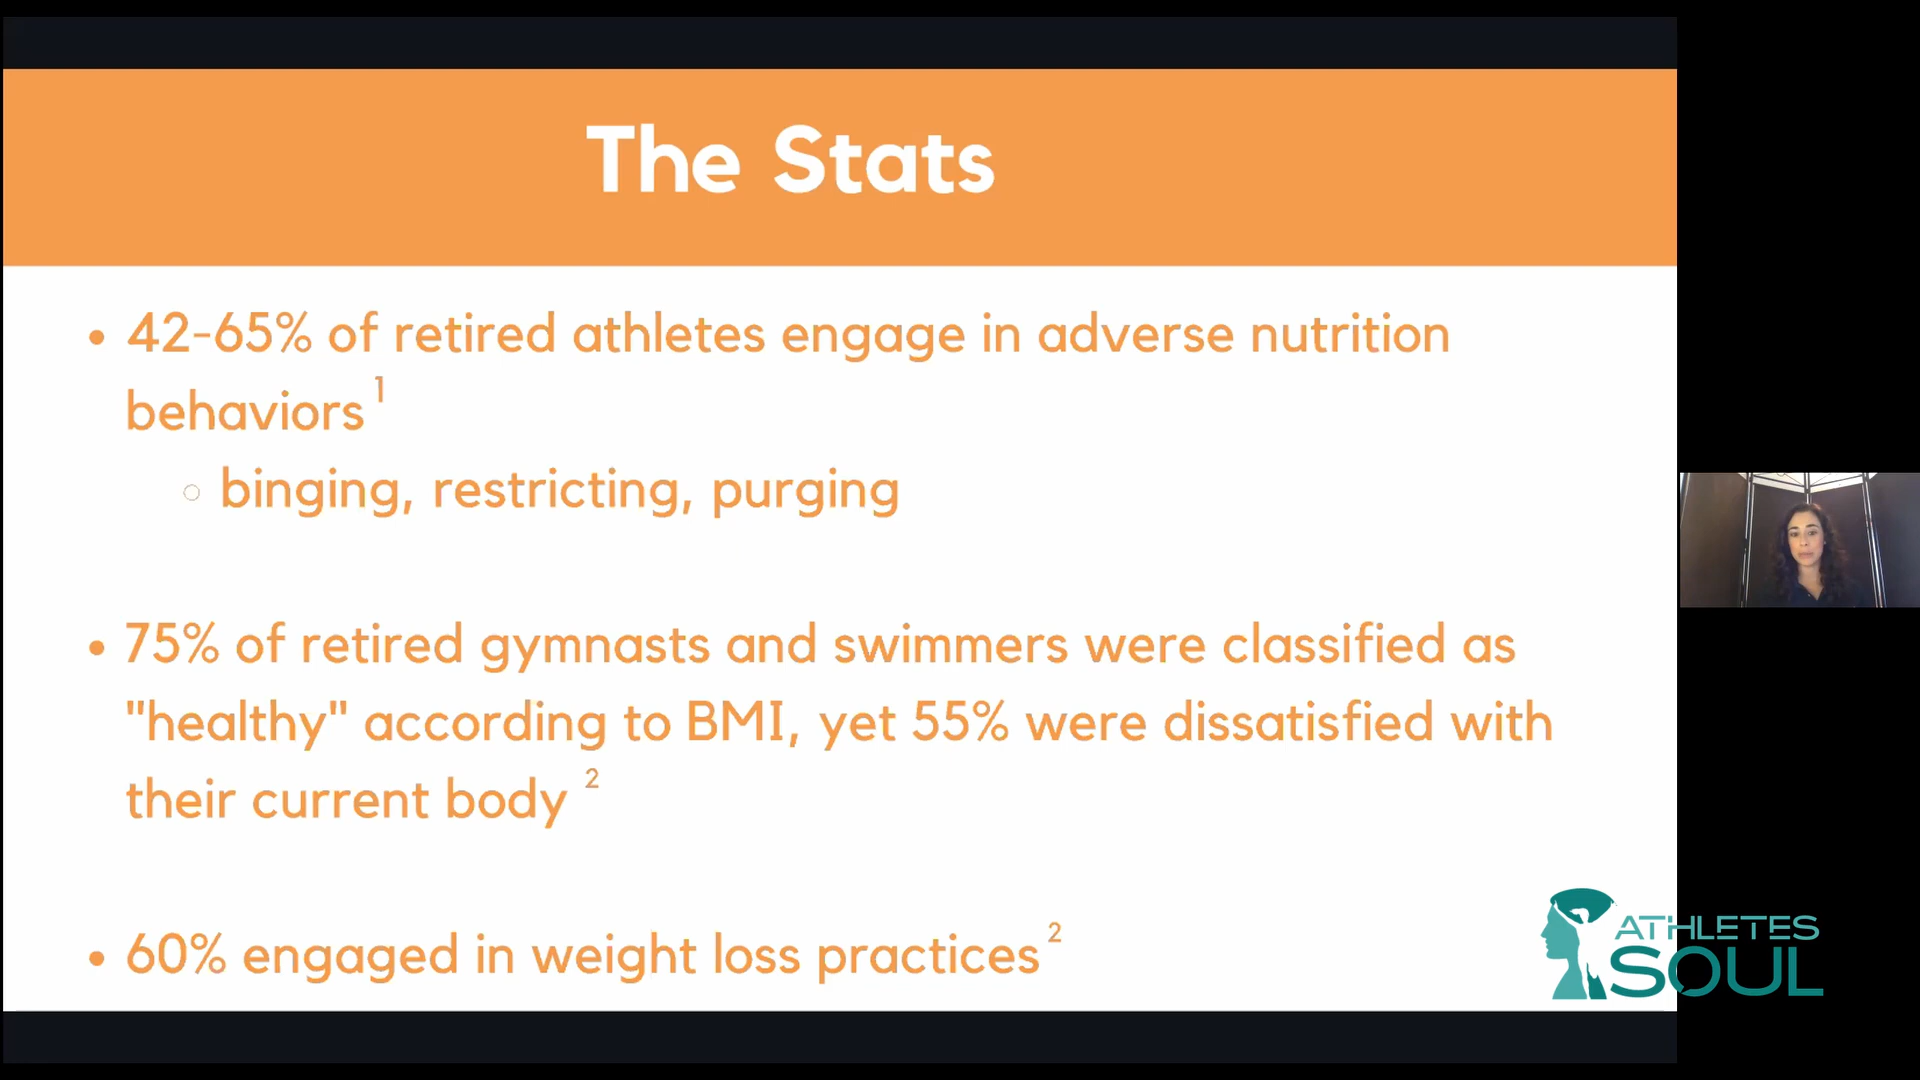 The Stats
• 42-65% of retired athletes engage in adverse nutrition
behaviors 1
○ binging, restricting, purging
• 75% of retired gymnasts and swimmers were classified as
"healthy" according to BMI, yet 55% were dissatisfied with
their current body 2
• 60% engaged in weight loss practices 2
ATHLETES
SOUL